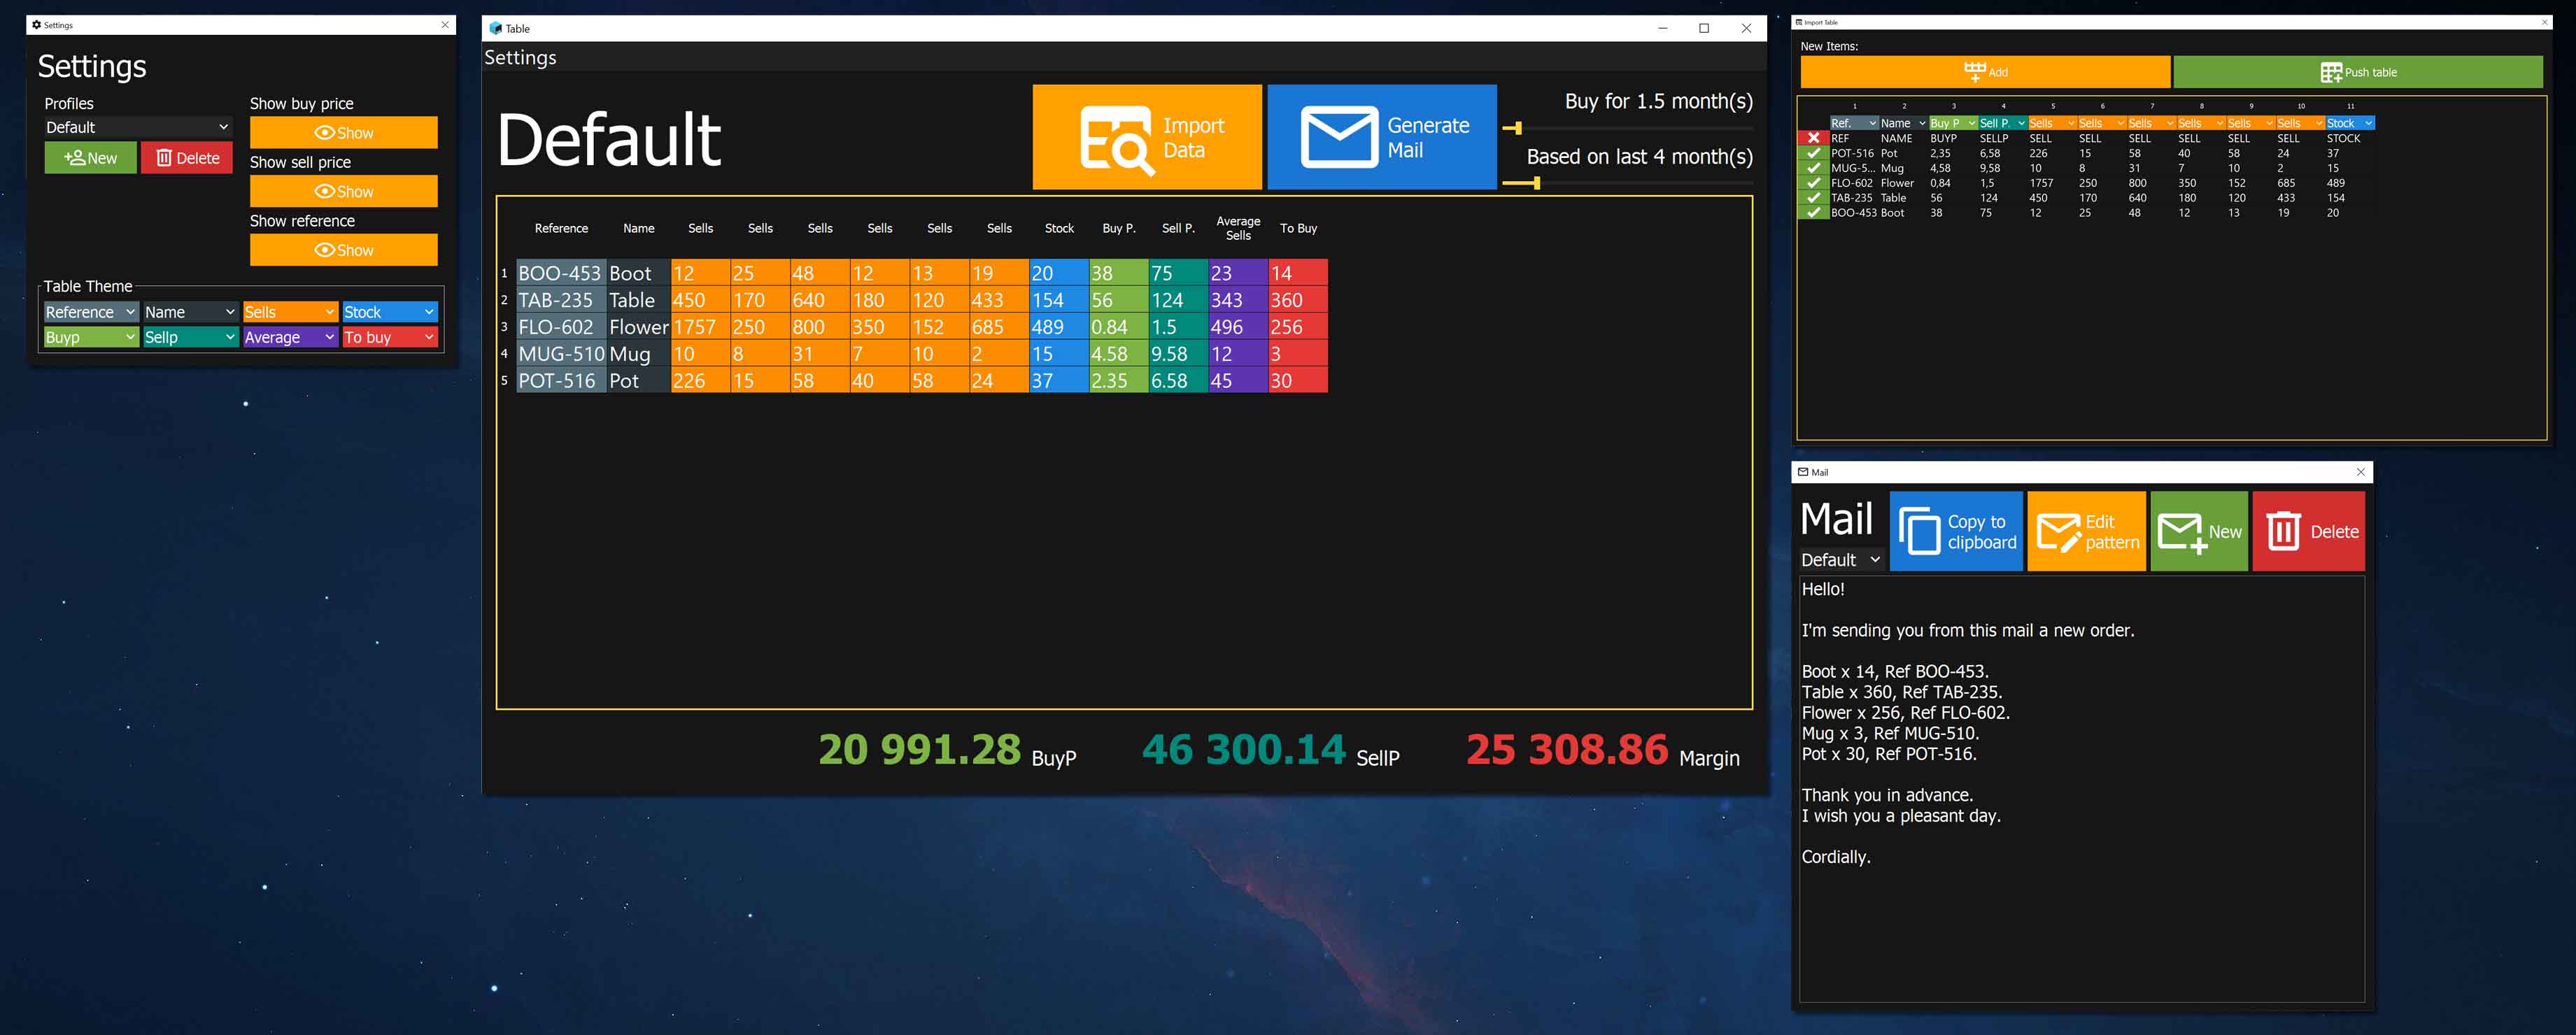 Settings
Settings
Profiles
Default
New Delete
Show buy price
Show
Show sell price
Show
Show reference
Show
Table Theme
Reference Name Sells Stock
Buyp Sellp Average To buy
Table
Settings
Default
Import Data
Generate Mail
Buy for 1.5 month(s)
Based on last 4 month(s)
Reference Name Sells Sells Sells Sells Sells Sells Stock Buy P. Sell P. Average Sells To Buy
1 BOO-453 Boot 12 25 48 12 13 19 20 38 75 23 14
2 TAB-235 Table 450 170 640 180 120 433 154 56 124 343 360
3 FLO-602 Flower 1757 250 800 350 152 685 489 0.84 1.5 496 256
4 MUG-510 Mug 10 8 31 7 10 2 15 4.58 9.58 12 3
5 POT-516 Pot 226 15 58 40 58 24 37 2.35 6.58 45 30
20 991.28 BuyP 46 300.14 SellP 25 308.86 Margin
Import Table
New Items:
Add Push table
1 2 3 4 5 6 7 8 9 10 11
Ref. Name Buy P Sell P. Sells Sells Sells Sells Sells Sells Stock
REF NAME BUYP SELLP SELL SELL SELL SELL SELL SELL STOCK
POT-516 Pot 2,35 6,58 226 15 58 40 58 24 37
MUG-5... Mug 4,58 9,58 10 8 31 7 10 2 15
FLO-602 Flower 0,84 1,5 1757 250 800 350 152 685 489
TAB-235 Table 56 124 450 170 640 180 120 433 154
BOO-453 Boot 38 75 12 25 48 12 13 19 20
Mail
Mail
Default
Copy to clipboard
Edit pattern
New
Delete
Hello!
I'm sending you from this mail a new order.
Boot x 14, Ref BOO-453.
Table x 360, Ref TAB-235.
Flower x 256, Ref FLO-602.
Mug x 3, Ref MUG-510.
Pot x 30, Ref POT-516.
Thank you in advance.
I wish you a pleasant day.
Cordially.